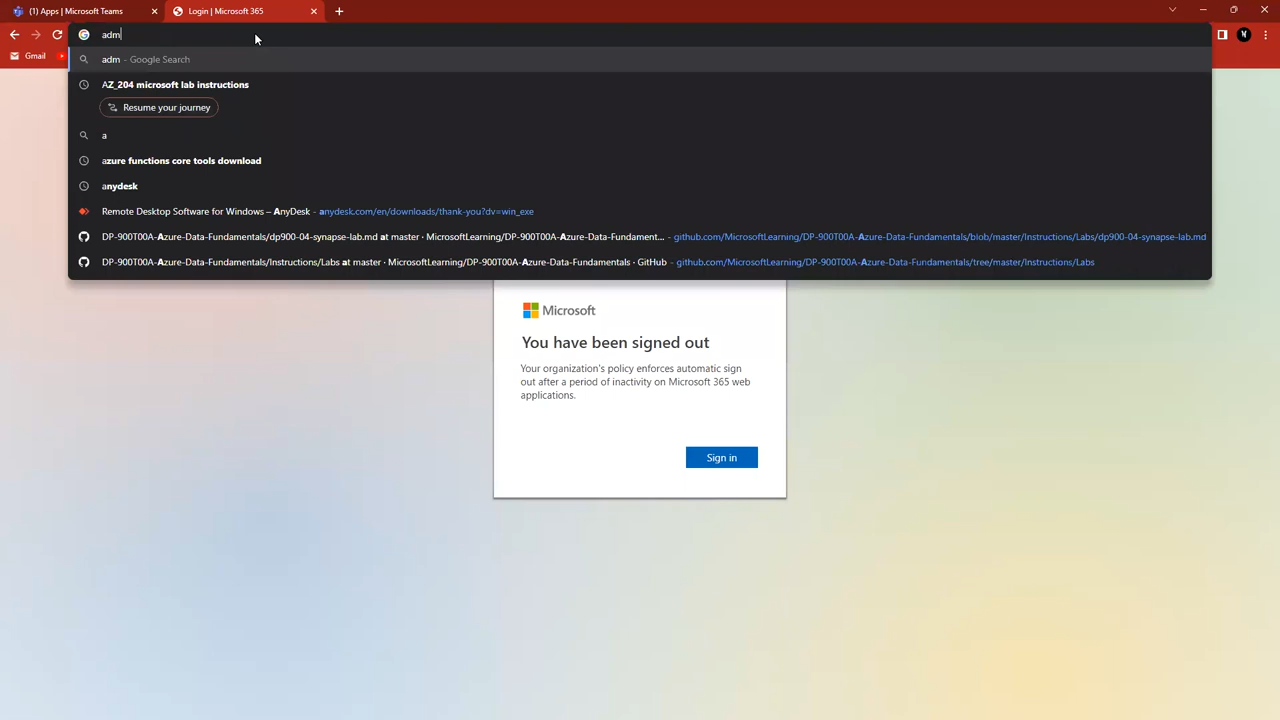 (1) Apps | Microsoft Teams
Login | Microsoft 365
adm
Gmail
adm - Google Search
AZ_204 microsoft lab instructions
Resume your journey
a
azure functions core tools download
anydesk
Remote Desktop Software for Windows – AnyDesk - anydesk.com/en/downloads/thank-you?dv=win_exe
DP-900T00A-Azure-Data-Fundamentals/dp900-04-synapse-lab.md at master · MicrosoftLearning/DP-900T00A-Azure-Data-Fundament... - github.com/MicrosoftLearning/DP-900T00A-Azure-Data-Fundamentals/blob/master/Instructions/Labs/dp900-04-synapse-lab.md
DP-900T00A-Azure-Data-Fundamentals/Instructions/Labs at master · MicrosoftLearning/DP-900T00A-Azure-Data-Fundamentals · GitHub - github.com/MicrosoftLearning/DP-900T00A-Azure-Data-Fundamentals/tree/master/Instructions/Labs
Microsoft
You have been signed out
Your organization's policy enforces automatic sign
out after a period of inactivity on Microsoft 365 web
applications.
Sign in